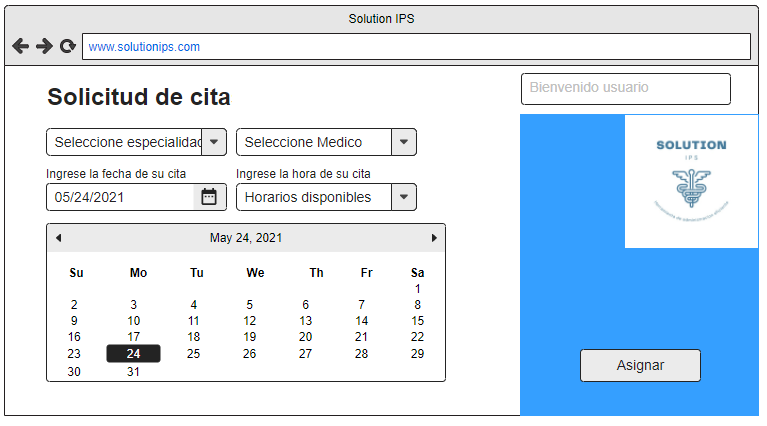 Solution IPS
www.solutionips.com
Solicitud de cita
Bienvenido usuario
Seleccione especialidad
Seleccione Medico
Ingrese la fecha de su cita
Ingrese la hora de su cita
05/24/2021
Horarios disponibles
May 24, 2021
Su Mo Tu We Th Fr Sa
1
2 3 4 5 6 7 8
9 10 11 12 13 14 15
16 17 18 19 20 21 22
23 24 25 26 27 28 29
30 31
SOLUTION
IPS
Asignar